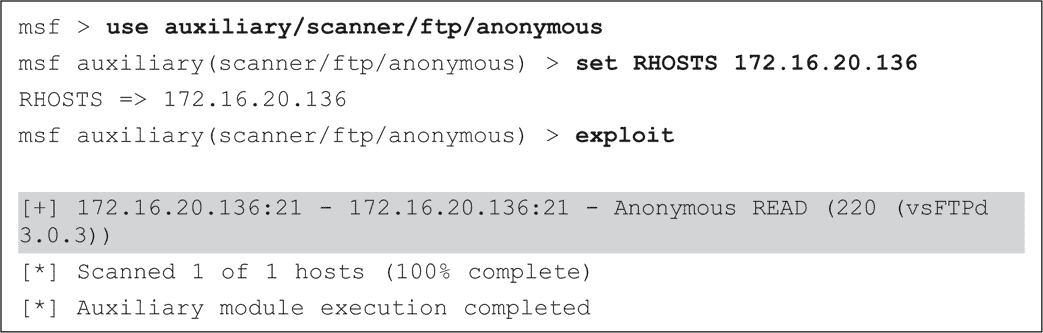 msf > use auxiliary/scanner/ftp/anonymous
msf auxiliary(scanner/ftp/anonymous) > set RHOSTS 172.16.20.136
RHOSTS => 172.16.20.136
msf auxiliary(scanner/ftp/anonymous) > exploit
[+] 172.16.20.136:21 - 172.16.20.136:21 - Anonymous READ (220 (vsFTPd
3.0.3))
[*] Scanned 1 of 1 hosts (100% complete)
[*] Auxiliary module execution completed